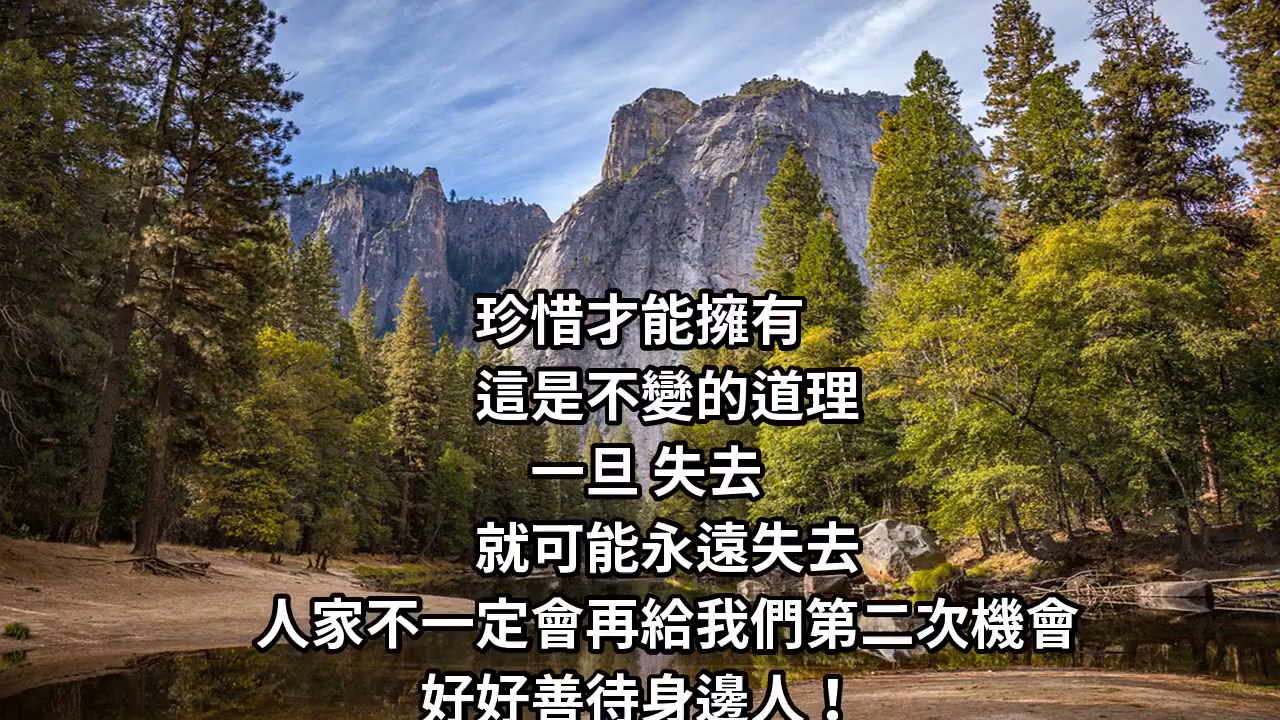 珍惜才能擁有
這是不變的道理
一旦 失去
就可能永遠失去
人家不一定會再給我們第二次機會
好好善待身邊人！